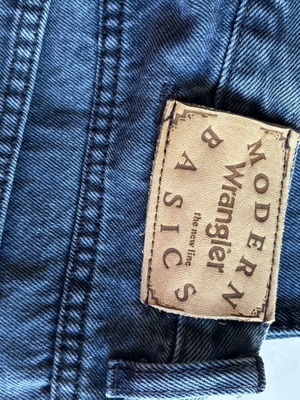 MODERN
Wrangler
the new line
BASICS